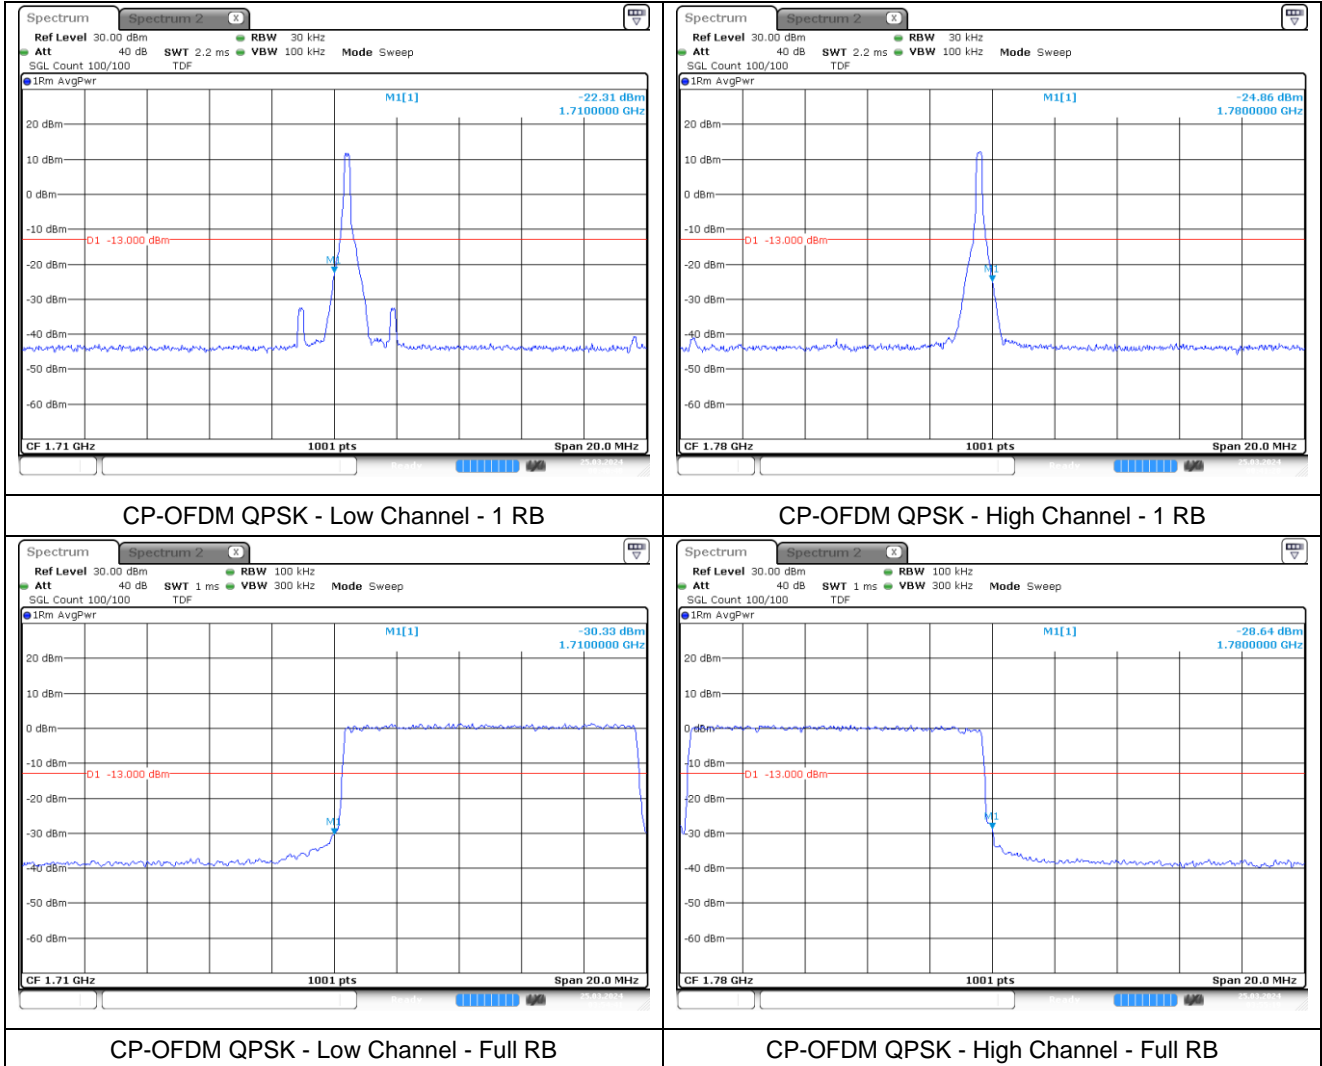 Spectrum Spectrum 2 X
Ref Level 30.00 dBm RBW 30 kHz
Att 40 dB SWT 2.2 ms VBW 100 kHz Mode Sweep
SGL Count 100/100 TDF
1Rm AvgPwr
M1[1] -22.31 dBm
1.7100000 GHz
20 dBm
10 dBm
0 dBm
-10 dBm
D1 -13.000 dBm
-20 dBm
M1
-30 dBm
-40 dBm
-50 dBm
-60 dBm
CF 1.71 GHz 1001 pts Span 20.0 MHz
Ready 25.03.2024
CP-OFDM QPSK - Low Channel - 1 RB
Spectrum Spectrum 2 X
Ref Level 30.00 dBm RBW 30 kHz
Att 40 dB SWT 2.2 ms VBW 100 kHz Mode Sweep
SGL Count 100/100 TDF
1Rm AvgPwr
M1[1] -24.86 dBm
1.7800000 GHz
20 dBm
10 dBm
0 dBm
-10 dBm
D1 -13.000 dBm
-20 dBm
M1
-30 dBm
-40 dBm
-50 dBm
-60 dBm
CF 1.78 GHz 1001 pts Span 20.0 MHz
Ready 25.03.2024
CP-OFDM QPSK - High Channel - 1 RB
Spectrum Spectrum 2 X
Ref Level 30.00 dBm RBW 100 kHz
Att 40 dB SWT 1 ms VBW 300 kHz Mode Sweep
SGL Count 100/100 TDF
1Rm AvgPwr
M1[1] -30.33 dBm
1.7100000 GHz
20 dBm
10 dBm
0 dBm
-10 dBm
D1 -13.000 dBm
-20 dBm
M1
-30 dBm
-40 dBm
-50 dBm
-60 dBm
CF 1.71 GHz 1001 pts Span 20.0 MHz
Ready 25.03.2024
CP-OFDM QPSK - Low Channel - Full RB
Spectrum Spectrum 2 X
Ref Level 30.00 dBm RBW 100 kHz
Att 40 dB SWT 1 ms VBW 300 kHz Mode Sweep
SGL Count 100/100 TDF
1Rm AvgPwr
M1[1] -28.64 dBm
1.7800000 GHz
20 dBm
10 dBm
0 dBm
-10 dBm
D1 -13.000 dBm
-20 dBm
M1
-30 dBm
-40 dBm
-50 dBm
-60 dBm
CF 1.78 GHz 1001 pts Span 20.0 MHz
Ready 25.03.2024
CP-OFDM QPSK - High Channel - Full RB